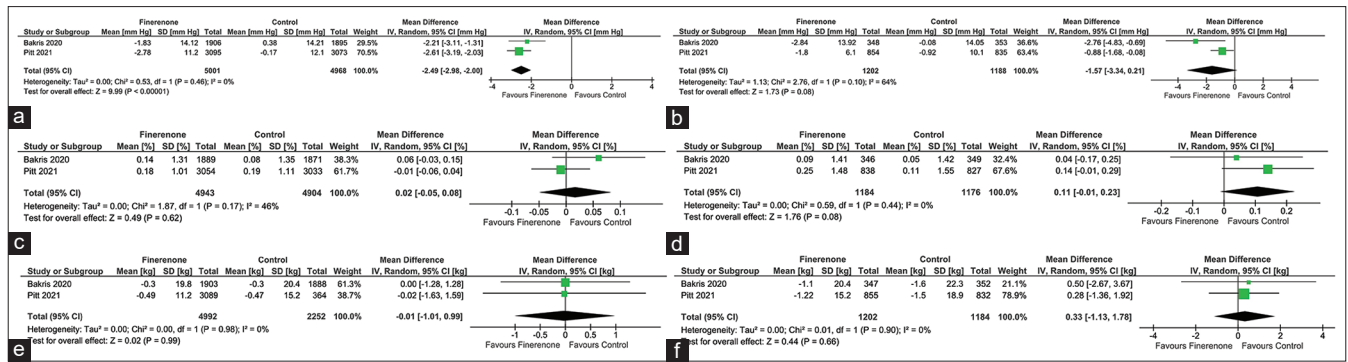 Finerenone Control Mean Difference Mean Difference
Study or Subgroup Mean [mm Hg] SD [mm Hg] Total Mean [mm Hg] SD [mm Hg] Total Weight IV, Random, 95% CI [mm Hg] IV, Random, 95% CI [mm Hg]
Bakris 2020 -1.83 14.12 1906 0.38 14.21 1895 29.5% -2.21 [-3.11, -1.31]
Pitt 2021 -2.78 11.2 3095 -0.17 12.1 3073 70.5% -2.61 [-3.19, -2.03]
Total (95% CI) 5001 4968 100.0% -2.49 [-2.98, -2.00]
Heterogeneity: Tau² = 0.00; Chi² = 0.53, df = 1 (P = 0.46); I² = 0%
Test for overall effect: Z = 9.99 (P < 0.00001)
-4 -2 0 2 4
Favours Finerenone Favours Control
a
Finerenone Control Mean Difference Mean Difference
Study or Subgroup Mean [mm Hg] SD [mm Hg] Total Mean [mm Hg] SD [mm Hg] Total Weight IV, Random, 95% CI [mm Hg] IV, Random, 95% CI [mm Hg]
Bakris 2020 -2.84 13.92 348 -0.08 14.05 353 36.6% -2.76 [-4.83, -0.69]
Pitt 2021 -1.8 6.1 854 -0.92 10.1 835 63.4% -0.88 [-1.68, -0.08]
Total (95% CI) 1202 1188 100.0% -1.57 [-3.34, 0.21]
Heterogeneity: Tau² = 1.13; Chi² = 2.76, df = 1 (P = 0.10); I² = 64%
Test for overall effect: Z = 1.73 (P = 0.08)
-4 -2 0 2 4
Favours Finerenone Favours Control
b
Finerenone Control Mean Difference Mean Difference
Study or Subgroup Mean [%] SD [%] Total Mean [%] SD [%] Total Weight IV, Random, 95% CI [%] IV, Random, 95% CI [%]
Bakris 2020 0.14 1.31 1889 0.08 1.35 1871 38.3% 0.06 [-0.03, 0.15]
Pitt 2021 0.18 1.01 3054 0.19 1.11 3033 61.7% -0.01 [-0.06, 0.04]
Total (95% CI) 4943 4904 100.0% 0.02 [-0.05, 0.08]
Heterogeneity: Tau² = 0.00; Chi² = 1.87, df = 1 (P = 0.17); I² = 46%
Test for overall effect: Z = 0.49 (P = 0.62)
-0.1 -0.05 0 0.05 0.1
Favours Finerenone Favours Control
c
Finerenone Control Mean Difference Mean Difference
Study or Subgroup Mean [%] SD [%] Total Mean [%] SD [%] Total Weight IV, Random, 95% CI [%] IV, Random, 95% CI [%]
Bakris 2020 0.09 1.41 346 0.05 1.42 349 32.4% 0.04 [-0.17, 0.25]
Pitt 2021 0.25 1.48 838 0.11 1.55 827 67.6% 0.14 [-0.01, 0.29]
Total (95% CI) 1184 1176 100.0% 0.11 [-0.01, 0.23]
Heterogeneity: Tau² = 0.00; Chi² = 0.59, df = 1 (P = 0.44); I² = 0%
Test for overall effect: Z = 1.76 (P = 0.08)
-0.2 -0.1 0 0.1 0.2
Favours Finerenone Favours Control
d
Finerenone Control Mean Difference Mean Difference
Study or Subgroup Mean [kg] SD [kg] Total Mean [kg] SD [kg] Total Weight IV, Random, 95% CI [kg] IV, Random, 95% CI [kg]
Bakris 2020 -0.3 19.8 1903 -0.3 20.4 1888 61.3% 0.00 [-1.28, 1.28]
Pitt 2021 -0.49 11.2 3089 -0.47 15.2 364 38.7% -0.02 [-1.63, 1.59]
Total (95% CI) 4992 2252 100.0% -0.01 [-1.01, 0.99]
Heterogeneity: Tau² = 0.00; Chi² = 0.00, df = 1 (P = 0.98); I² = 0%
Test for overall effect: Z = 0.02 (P = 0.99)
-1 -0.5 0 0.5 1
Favours Finerenone Favours Control
e
Finerenone Control Mean Difference Mean Difference
Study or Subgroup Mean [kg] SD [kg] Total Mean [kg] SD [kg] Total Weight IV, Random, 95% CI [kg] IV, Random, 95% CI [kg]
Bakris 2020 -1.1 20.4 347 -1.6 22.3 352 21.1% 0.50 [-2.67, 3.67]
Pitt 2021 -1.22 15.2 855 -1.5 18.9 832 78.9% 0.28 [-1.36, 1.92]
Total (95% CI) 1202 1184 100.0% 0.33 [-1.13, 1.78]
Heterogeneity: Tau² = 0.00; Chi² = 0.01, df = 1 (P = 0.90); I² = 0%
Test for overall effect: Z = 0.44 (P = 0.66)
-4 -2 0 2 4
Favours Finerenone Favours Control
f